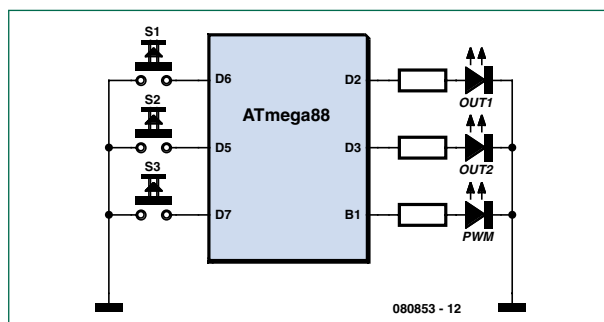 S1
D6
D2
ATmega88
OUT1
S2
D5
D3
OUT2
S3
D7
B1
PWM
080853 - 12